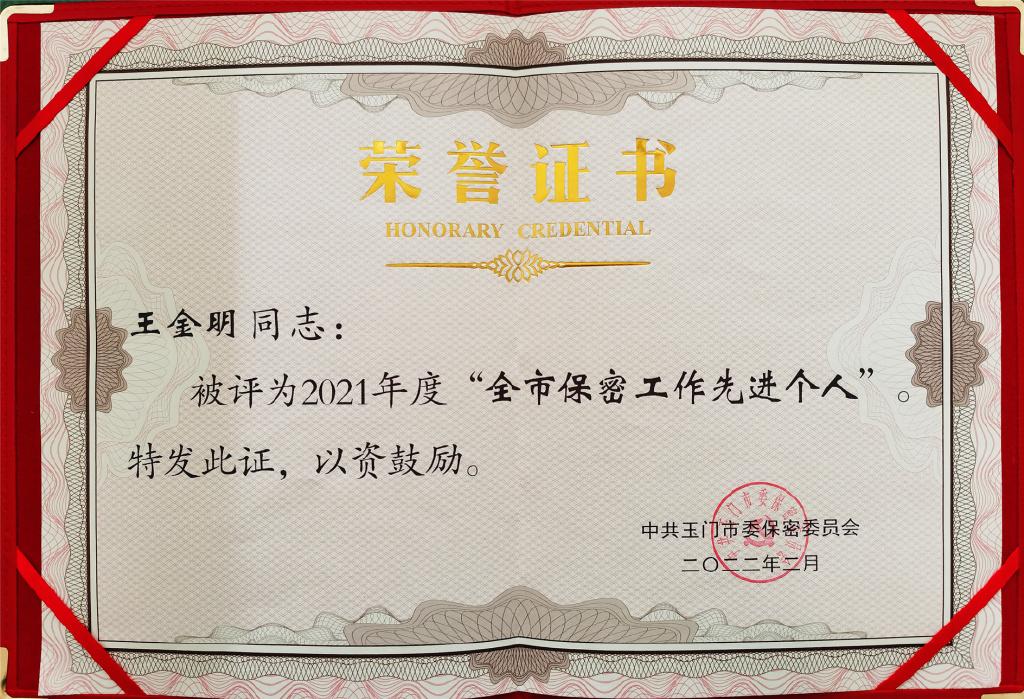 荣誉证书
HONORARY CREDENTIAL
王金明同志：
被评为2021年度“全市保密工作先进个人”。
特发此证，以资鼓励。
中共玉门市委保密委员会
二〇二二年二月